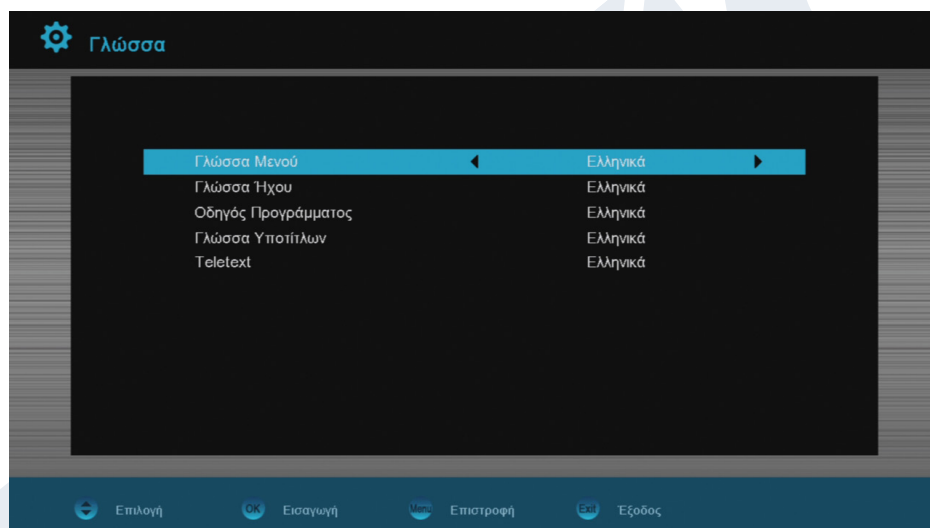 Γλώσσα
Γλώσσα Μενού Ελληνικά
Γλώσσα Ήχου Ελληνικά
Οδηγός Προγράμματος Ελληνικά
Γλώσσα Υποτίτλων Ελληνικά
Teletext Ελληνικά
Επιλογή OK Εισαγωγή Menu Επιστροφή Exit Έξοδος